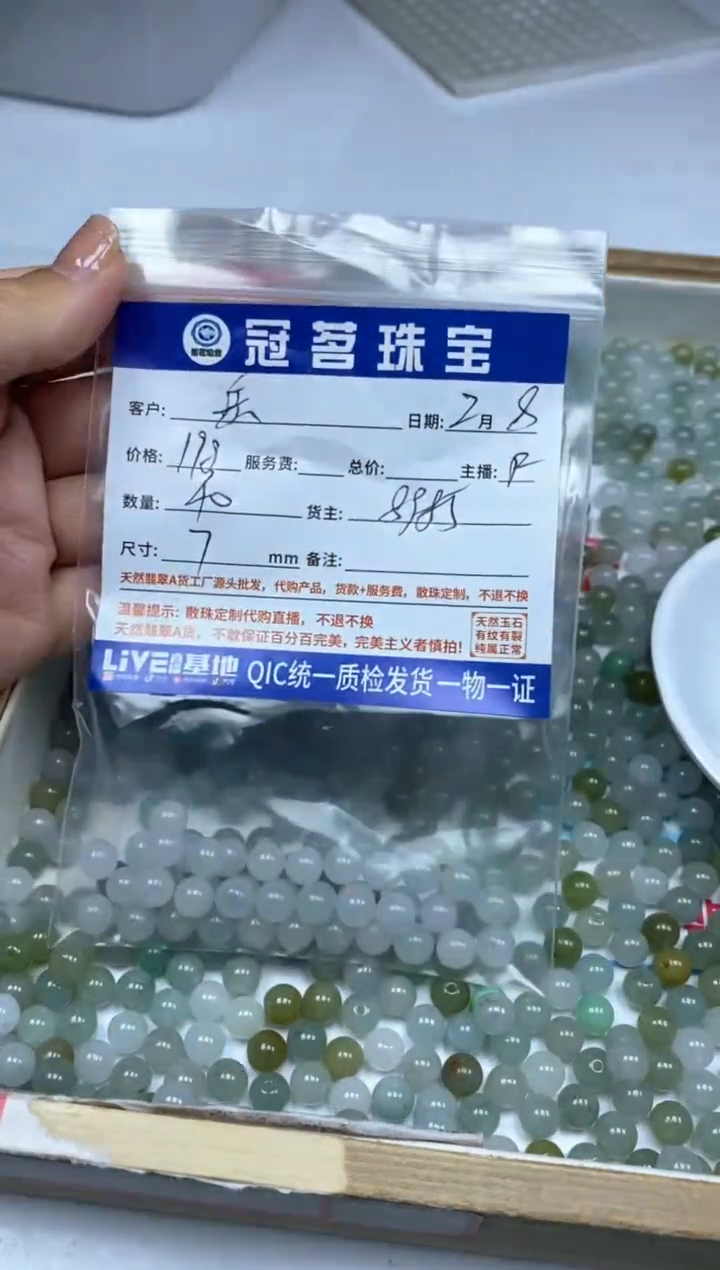 冠茗珠宝
客户: 日期: 2月8
价格: 198 服务费: 总价: 主播:
数量: 40 货主:
尺寸: 7 mm 备注:
天然翡翠A货工厂源头批发，代购产品，货款+服务费，散珠定制，不退不换
温馨提示: 散珠定制代购直播，不退不换
天然翡翠A货，不敢保证百分百完美，完美主义者慎拍!
天然玉石
有纹有裂
纯属正常
LiVE 基地 QIC统一质检发货一物一证